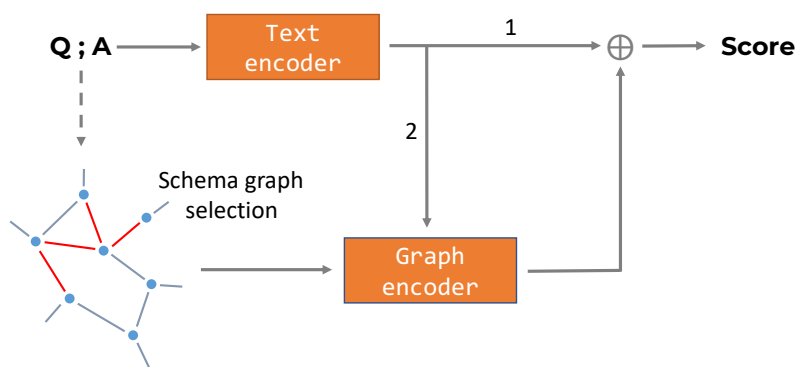 Q ; A
Text
encoder
1
Score
2
Schema graph
selection
Graph
encoder